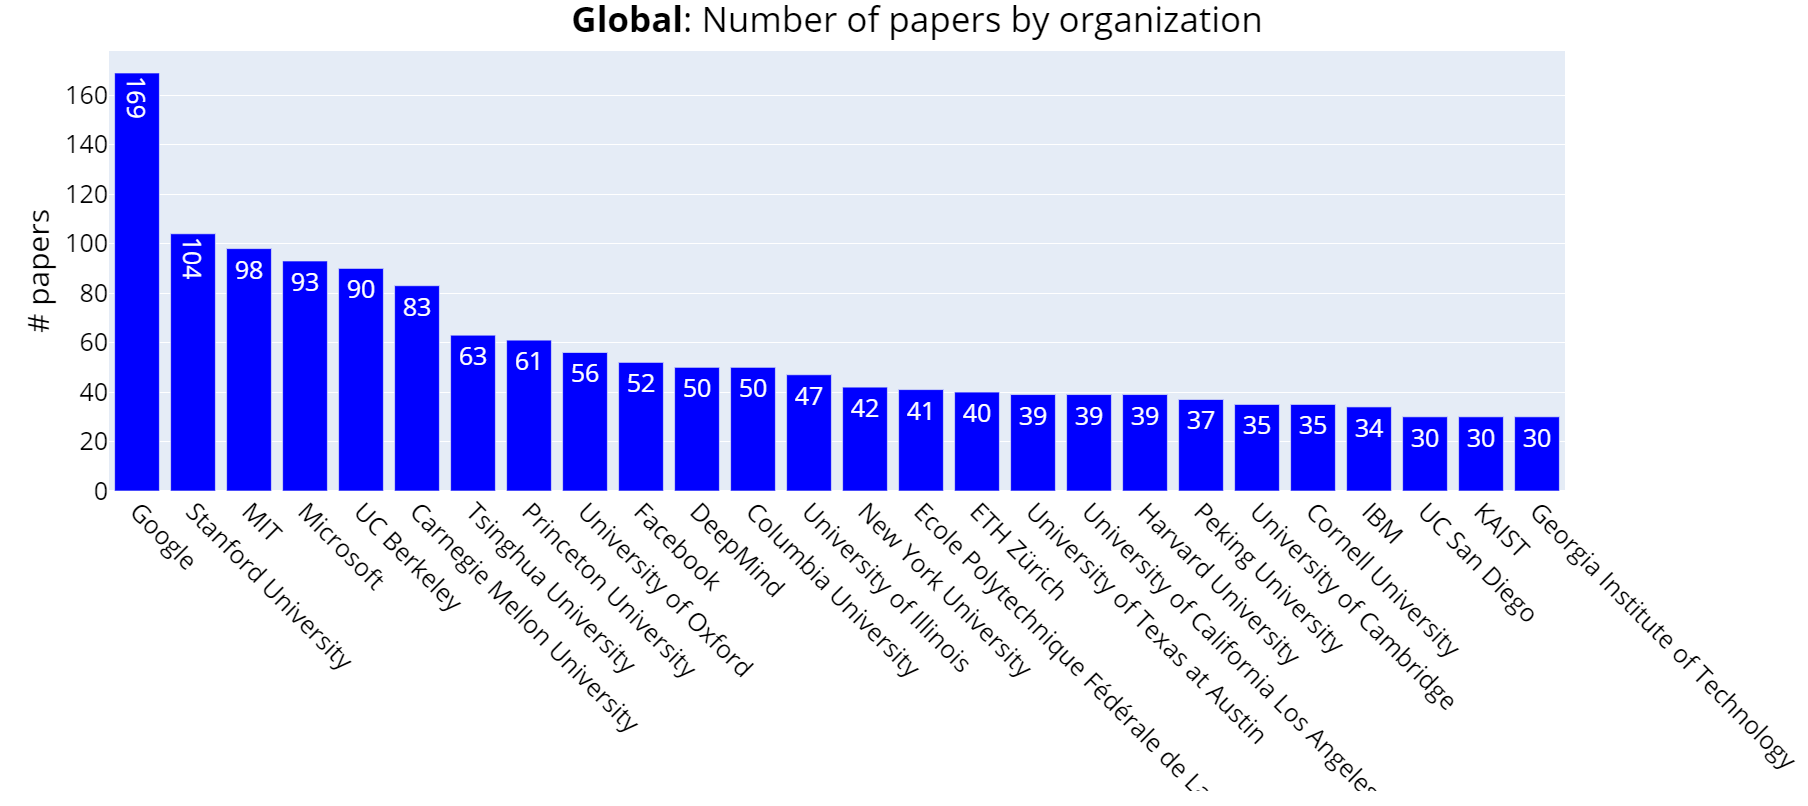 Global: Number of papers by organization
# papers
160
140
120
100
80
60
40
20
0
169
104
98
93
90
83
63
61
56
52
50
50
47
42
41
40
39
39
39
37
35
35
34
30
30
30
Google
Stanford University
MIT
Microsoft
UC Berkeley
Carnegie Mellon University
Tsinghua University
Princeton University
University of Oxford
Facebook
DeepMind
Columbia University
University of Illinois
New York University
Ecole Polytechnique Fédérale de
ETH Zürich
University of Texas at Austin
University of California Los Angeles
Harvard University
Peking University
University of Cambridge
Cornell University
IBM
UC San Diego
KAIST
Georgia Institute of Technology